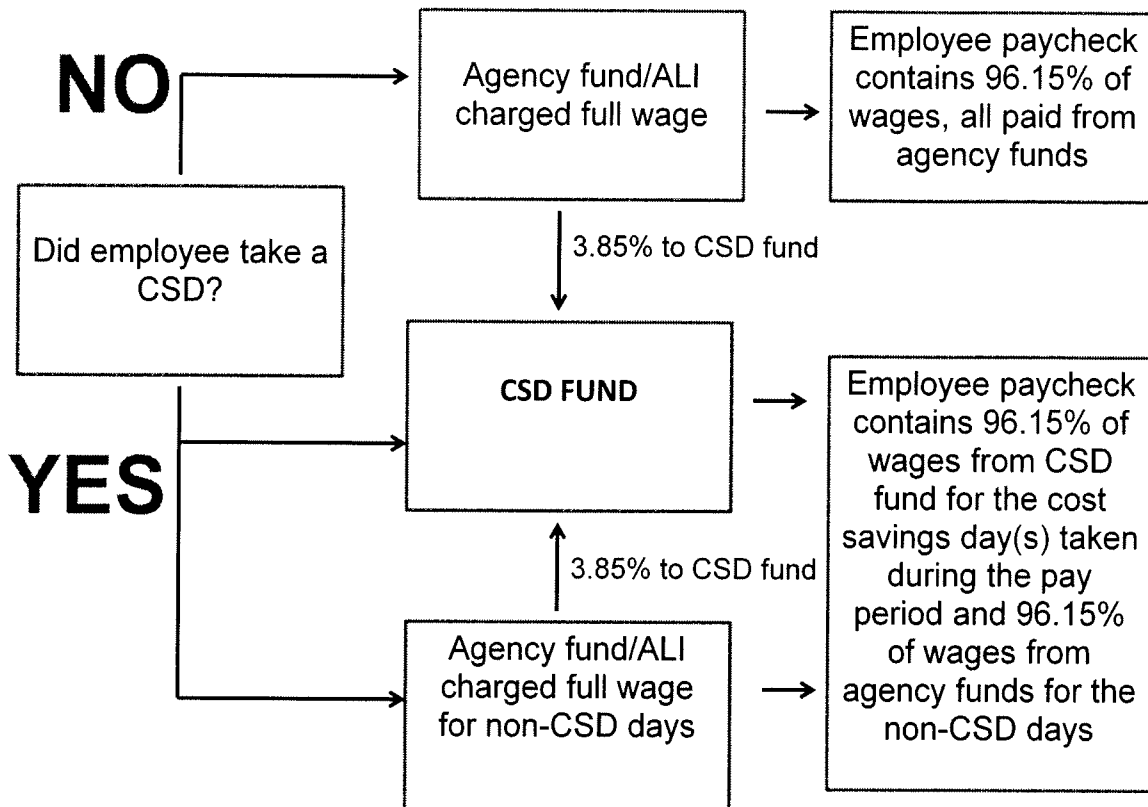 NO
Agency fund/ALI
charged full wage
Employee paycheck
contains 96.15% of
wages, all paid from
agency funds
Did employee take a
CSD?
3.85% to CSD fund
CSD FUND
YES
3.85% to CSD fund
Agency fund/ALI
charged full wage
for non-CSD days
Employee paycheck
contains 96.15% of
wages from CSD
fund for the cost
savings day(s) taken
during the pay
period and 96.15%
of wages from
agency funds for the
non-CSD days